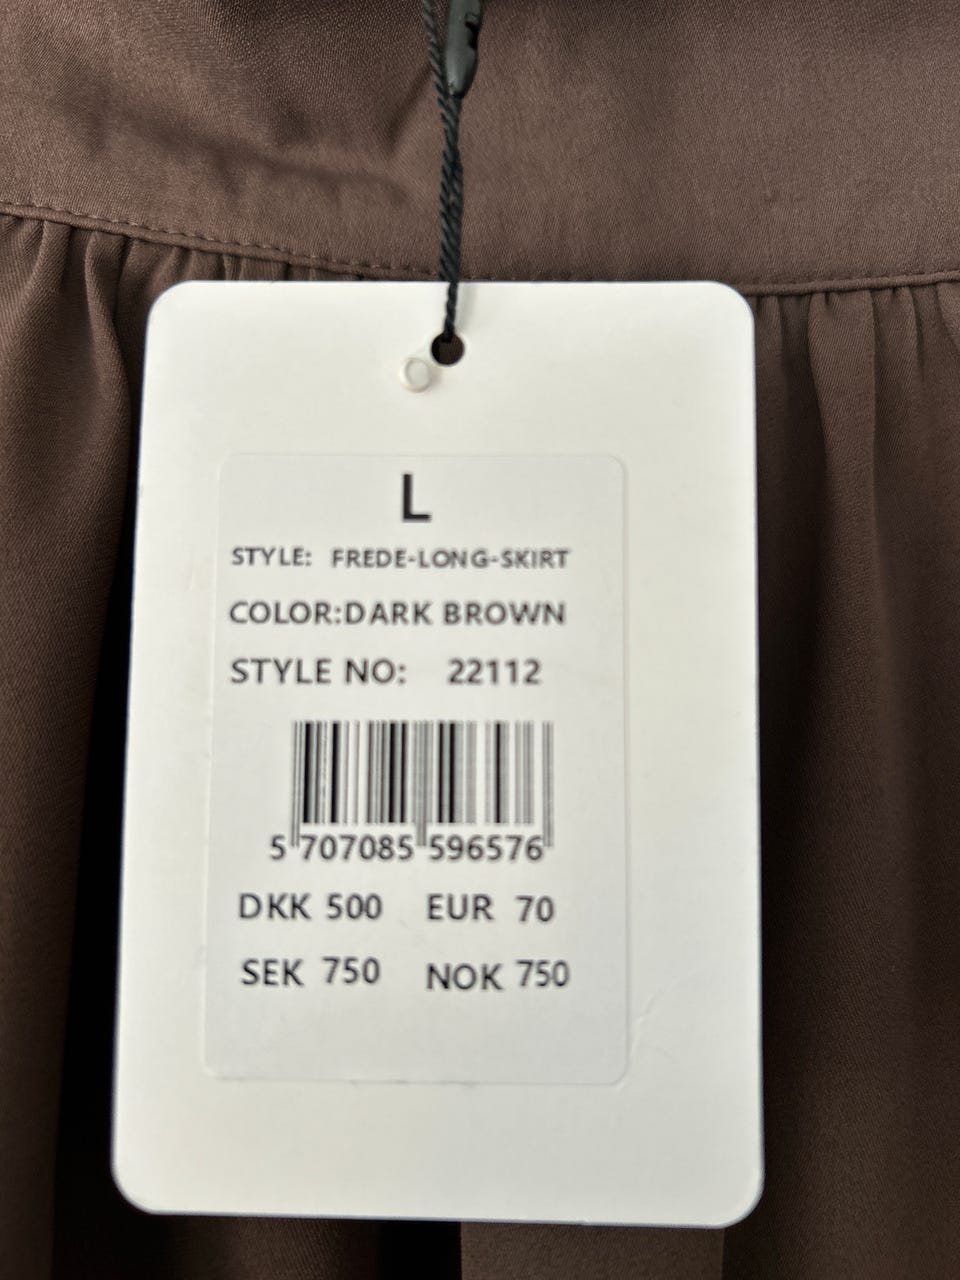 L
STYLE: FREDE-LONG-SKIRT
COLOR:DARK BROWN
STYLE NO: 22112
5 707085 596576
DKK 500 EUR 70
SEK 750 NOK 750